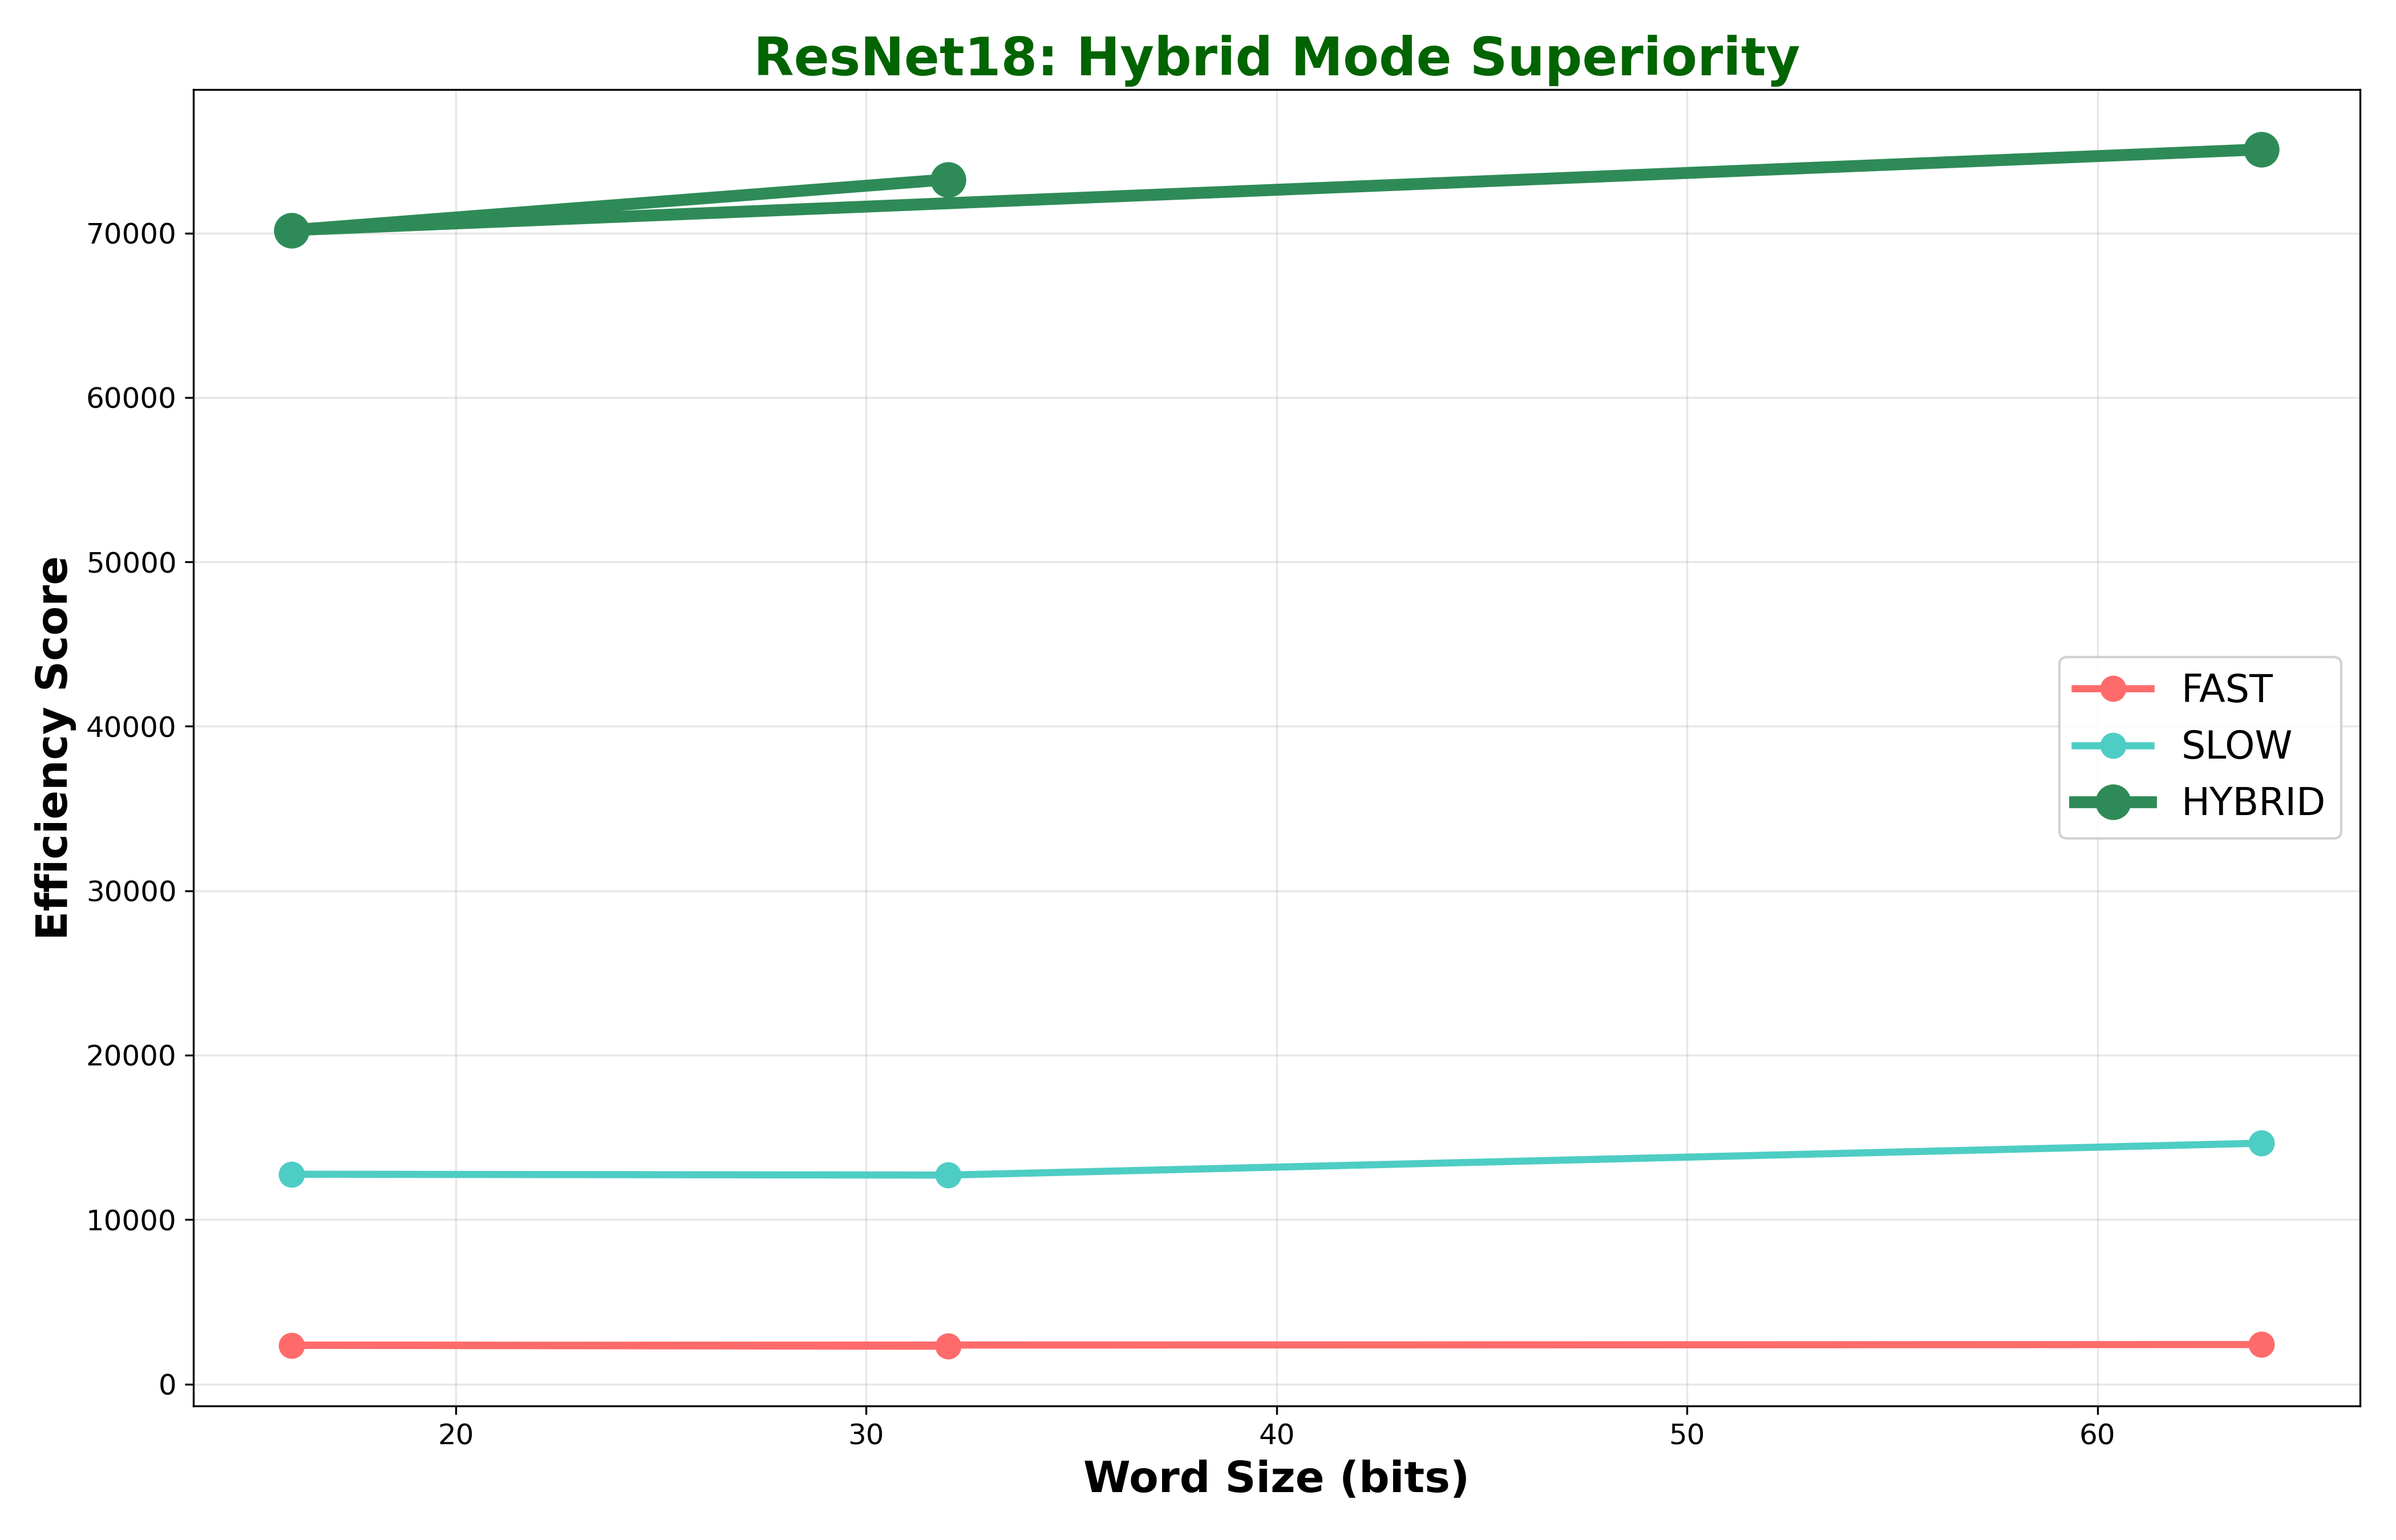 ResNet18: Hybrid Mode Superiority
Efficiency Score
70000
60000
50000
40000
30000
20000
10000
0
FAST
SLOW
HYBRID
20 30 40 50 60
Word Size (bits)